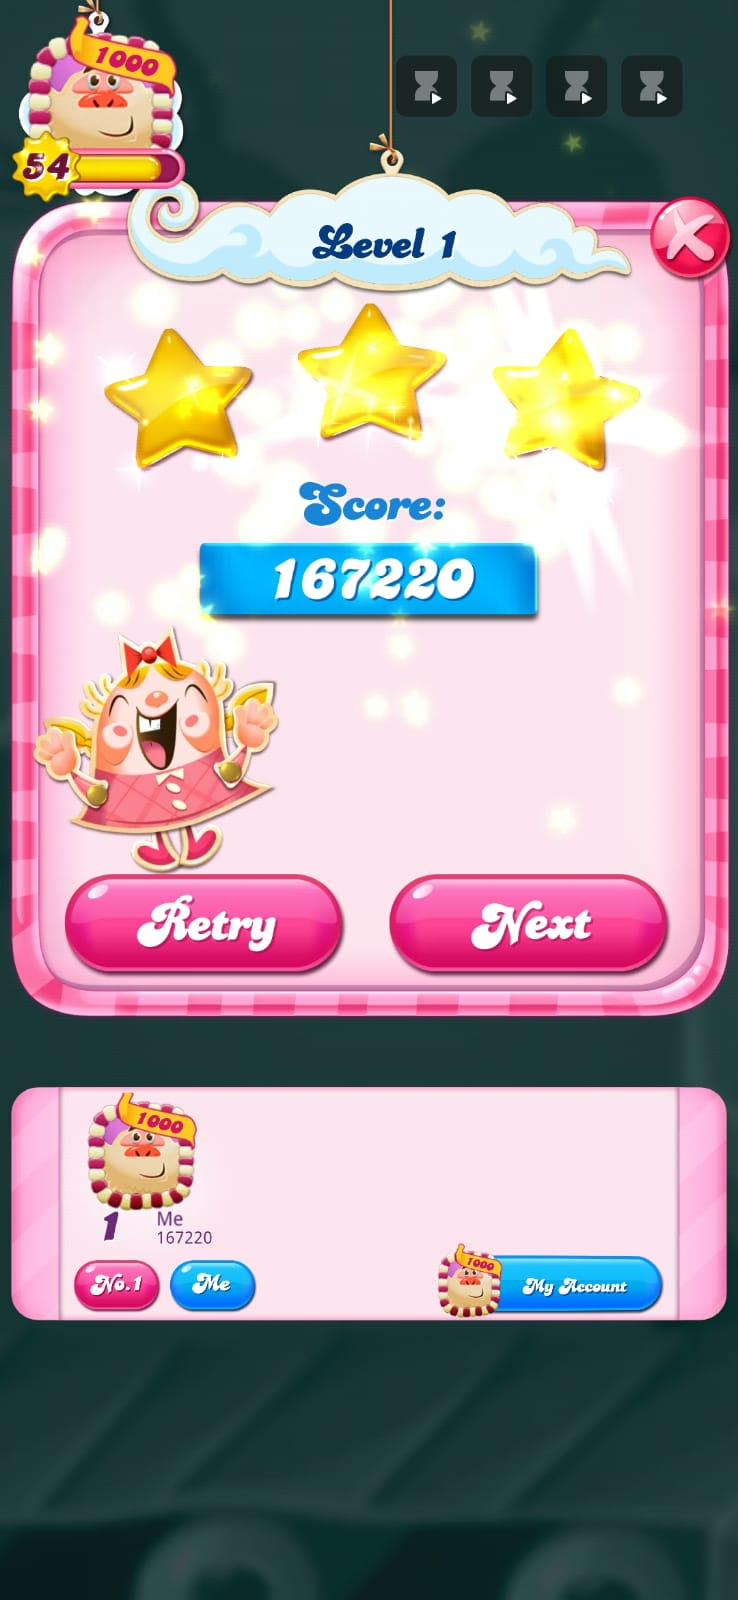 1000
54
Level 1
Score:
167220
Retry
Next
1000
1
Me
167220
No.1
Me
1000
My Account